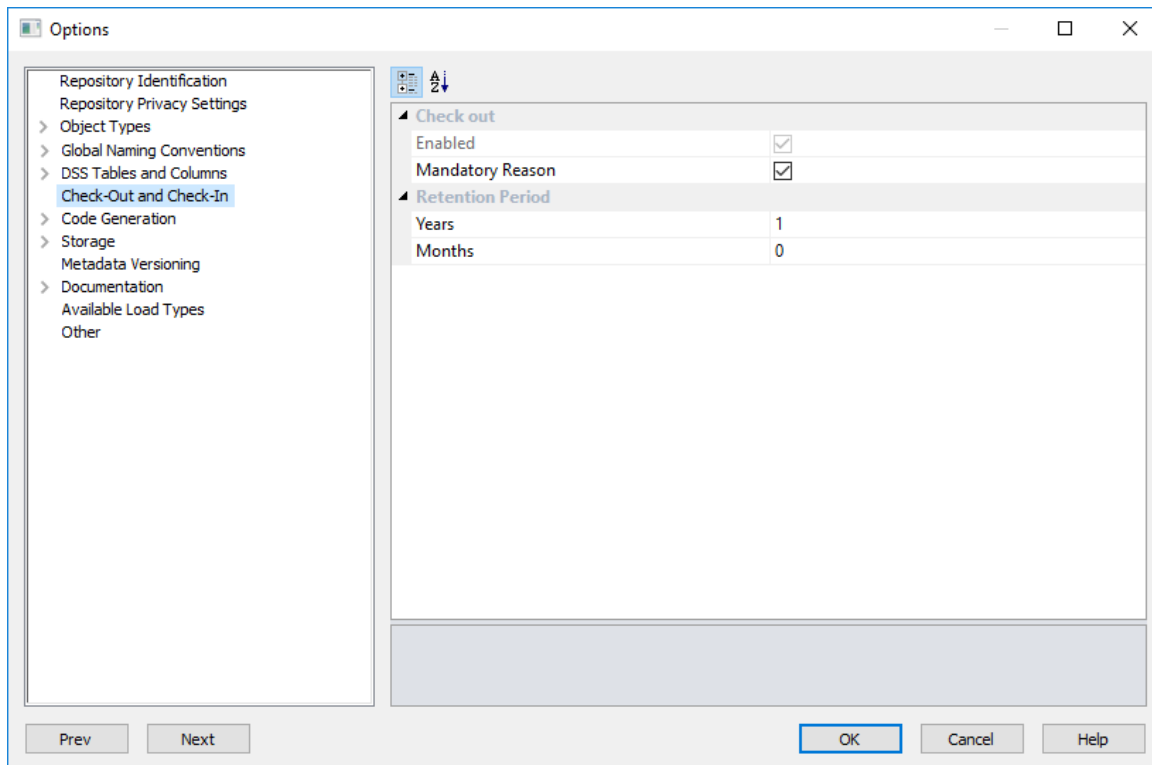 Options
Repository Identification
Repository Privacy Settings
Object Types
Global Naming Conventions
DSS Tables and Columns
Check-Out and Check-In
Code Generation
Storage
Metadata Versioning
Documentation
Available Load Types
Other
A
Z
Check out
Enabled
Mandatory Reason
Retention Period
Years 1
Months 0
Prev Next OK Cancel Help